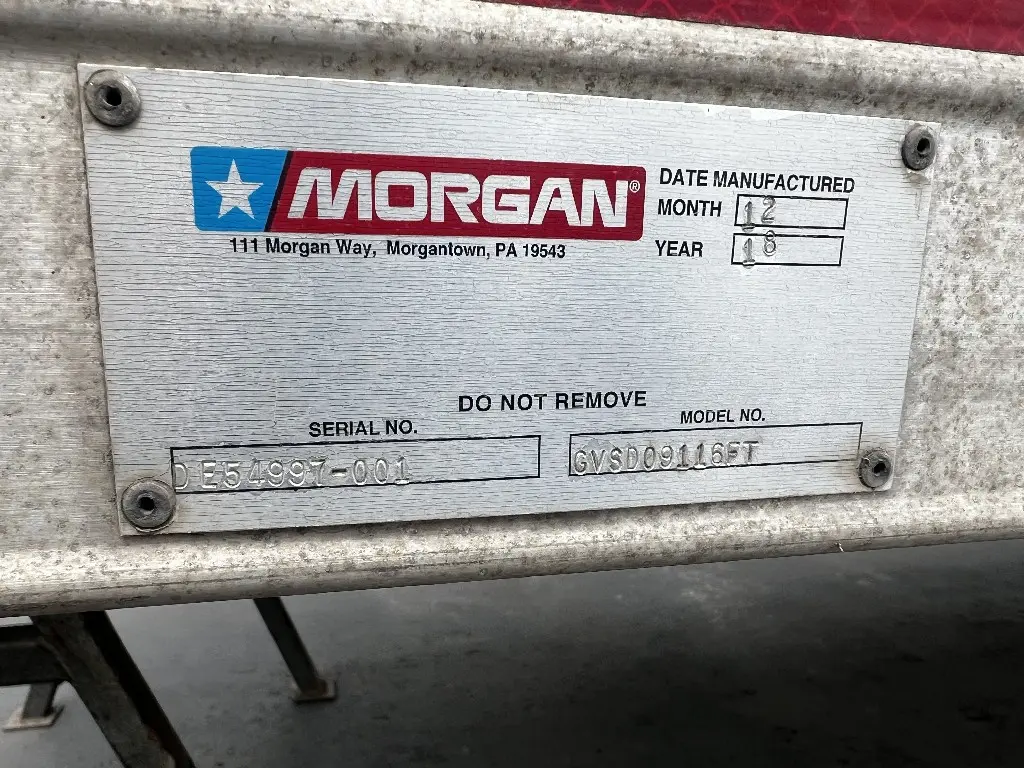 MORGAN®
111 Morgan Way, Morgantown, PA 19543
DATE MANUFACTURED
MONTH 12
YEAR 18
DO NOT REMOVE
SERIAL NO.
DE54997-001
MODEL NO.
GVSD09116FT